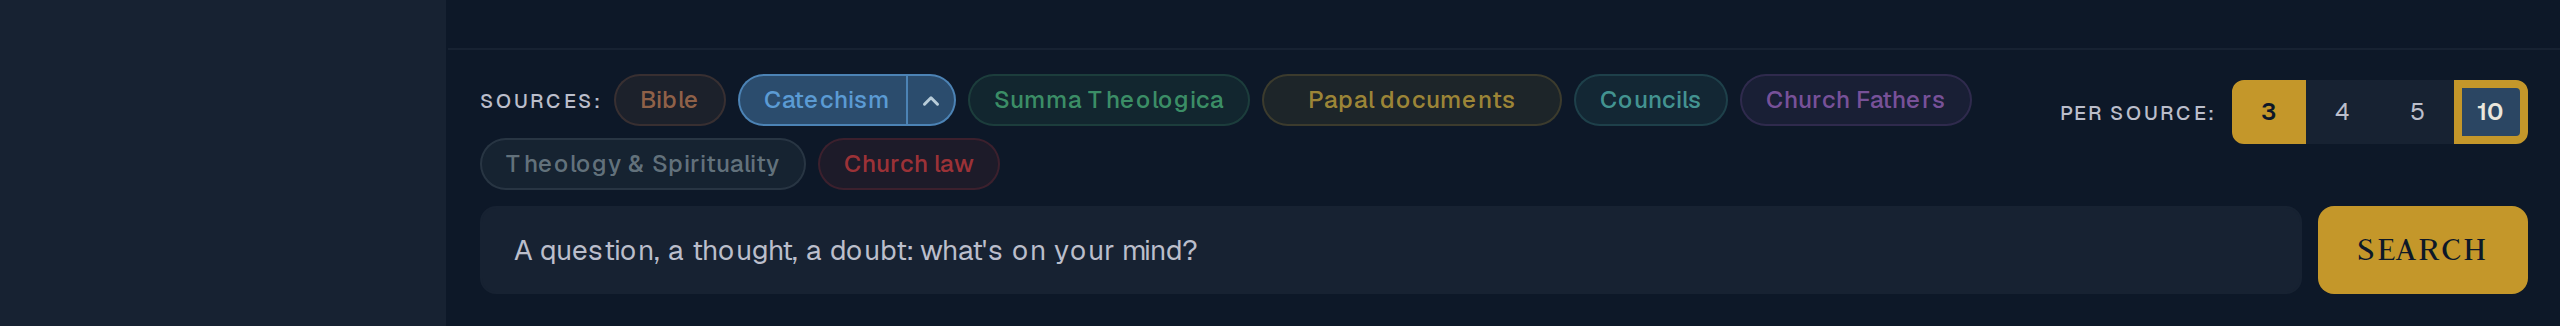 SOURCES: Bible Catechism Summa Theologica Papal documents Councils Church Fathers
PER SOURCE: 3 4 5 10
Theology & Spirituality Church law
A question, a thought, a doubt: what's on your mind?
SEARCH